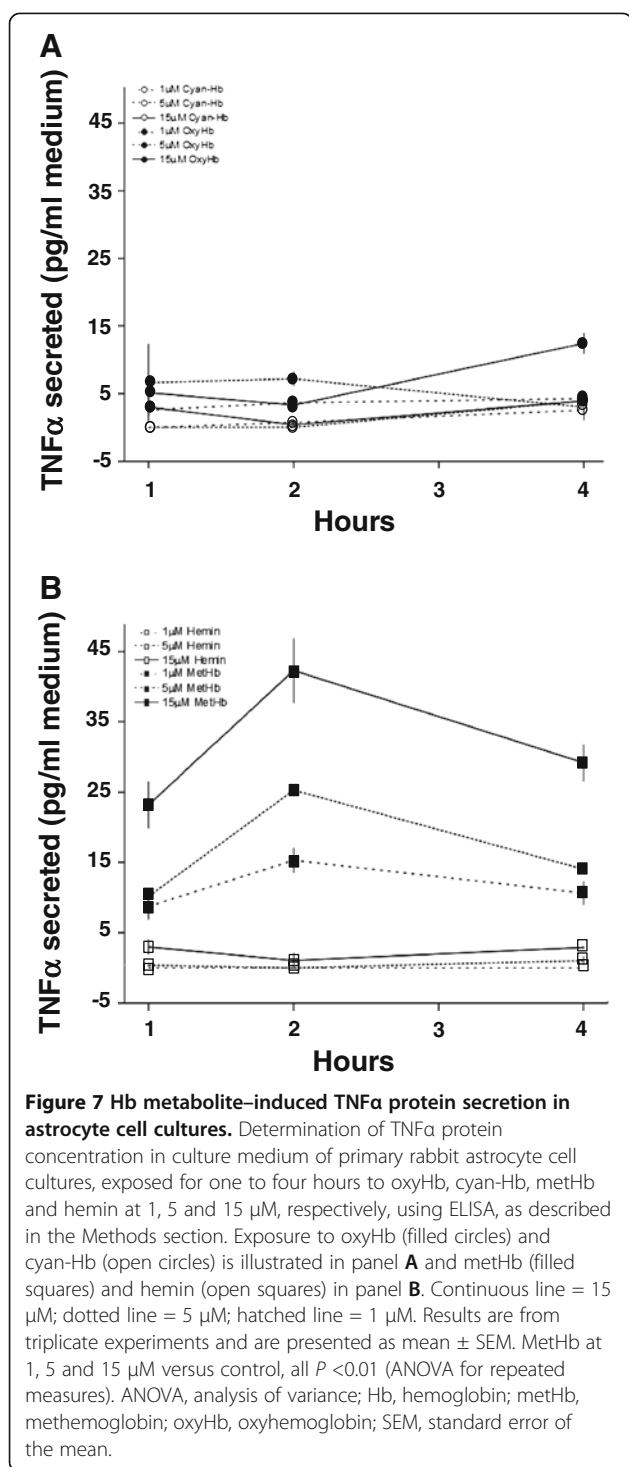 A
1µM Cyan-Hb
5µM Cyan-Hb
15µM Cyan-Hb
1µM OxyHb
5µM OxyHb
15µM OxyHb
TNFα secreted (pg/ml medium)
45
35
25
15
5
-5
1
2
3
4
Hours
B
1µM Hemin
5µM Hemin
15µM Hemin
1µM MetHb
5µM MetHb
15µM MetHb
TNFα secreted (pg/ml medium)
45
35
25
15
5
-5
1
2
3
4
Hours
Figure 7 Hb metabolite–induced TNFα protein secretion in
astrocyte cell cultures. Determination of TNFα protein
concentration in culture medium of primary rabbit astrocyte cell
cultures, exposed for one to four hours to oxyHb, cyan-Hb, metHb
and hemin at 1, 5 and 15 µM, respectively, using ELISA, as described
in the Methods section. Exposure to oxyHb (filled circles) and
cyan-Hb (open circles) is illustrated in panel A and metHb (filled
squares) and hemin (open squares) in panel B. Continuous line = 15
µM; dotted line = 5 µM; hatched line = 1 µM. Results are from
triplicate experiments and are presented as mean ± SEM. MetHb at
1, 5 and 15 µM versus control, all P <0.01 (ANOVA for repeated
measures). ANOVA, analysis of variance; Hb, hemoglobin; metHb,
methemoglobin; oxyHb, oxyhemoglobin; SEM, standard error of
the mean.